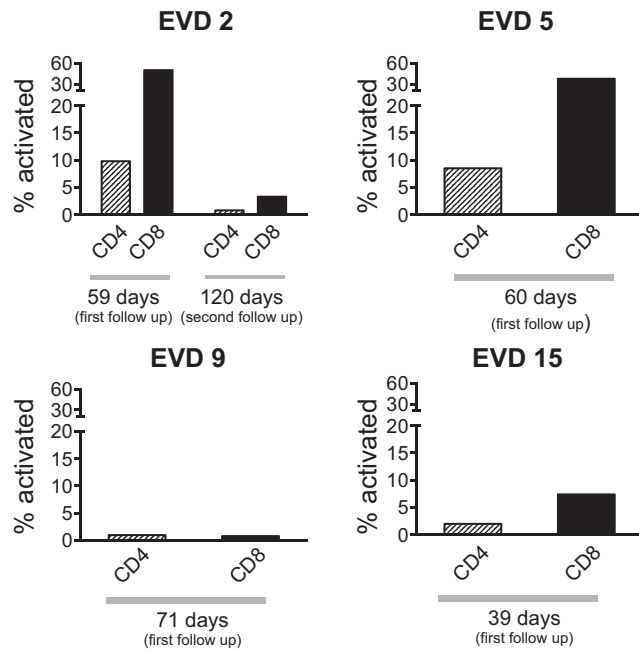 EVD 2
% activated
60
30
20
15
10
5
0
CD4
CD8
CD4
CD8
59 days
(first follow up)
120 days
(second follow up)
EVD 5
% activated
60
30
20
15
10
5
0
CD4
CD8
60 days
(first follow up)
EVD 9
% activated
60
30
20
15
10
5
0
CD4
CD8
71 days
(first follow up)
EVD 15
% activated
60
30
20
15
10
5
0
CD4
CD8
39 days
(first follow up)